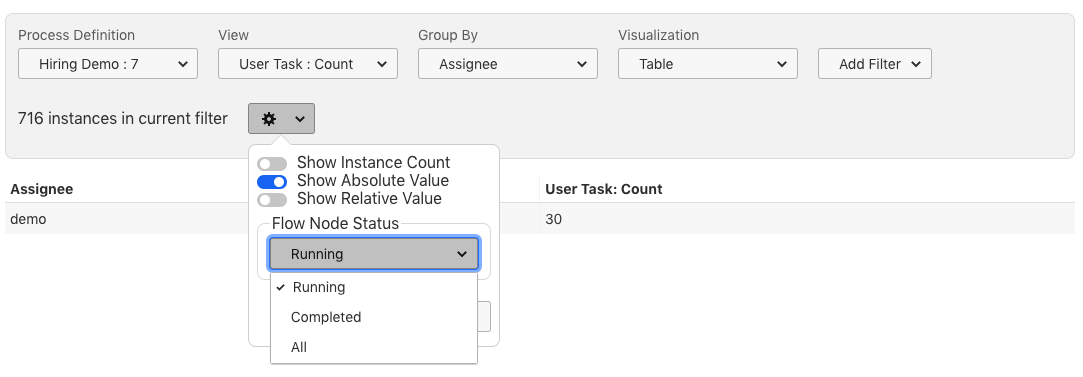 Process Definition View Group By Visualization
Hiring Demo : 7 User Task : Count Assignee Table Add Filter
716 instances in current filter
Show Instance Count
Show Absolute Value
Show Relative Value
Assignee User Task: Count
demo 30
Flow Node Status
Running
Running
Completed
All